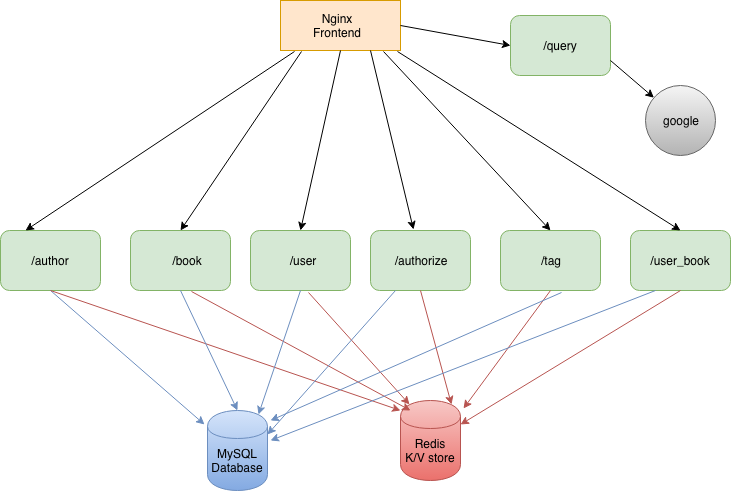 Nginx
Frontend
/query
google
/author
/book
/user
/authorize
/tag
/user_book
MySQL
Database
Redis
K/V store